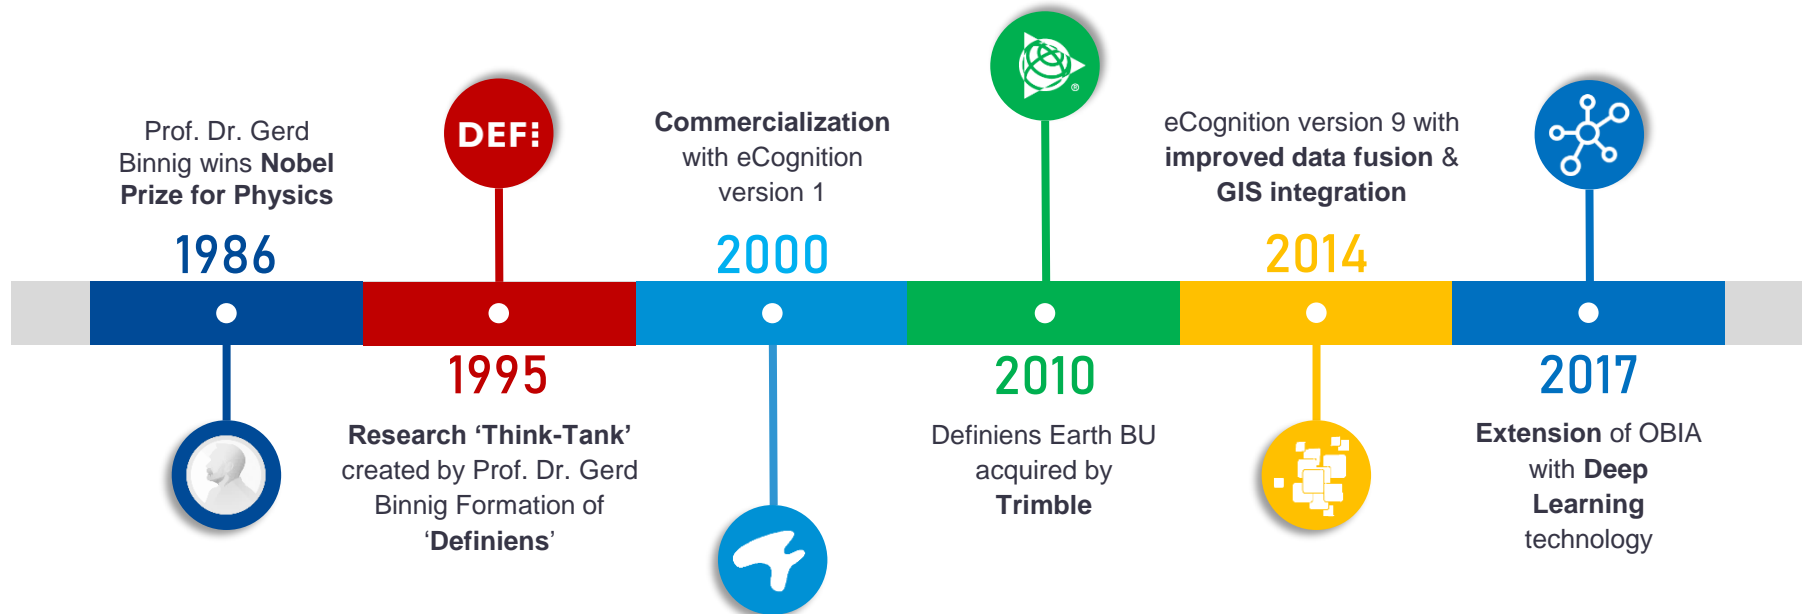 Prof. Dr. Gerd
Binnig wins Nobel
Prize for Physics
1986
DEF:
1995
Research ‘Think-Tank’
created by Prof. Dr. Gerd
Binnig Formation of
‘Definiens’
Commercialization
with eCognition
version 1
2000
®
2010
Definiens Earth BU
acquired by
Trimble
eCognition version 9 with
improved data fusion &
GIS integration
2014
2017
Extension of OBIA
with Deep
Learning
technology